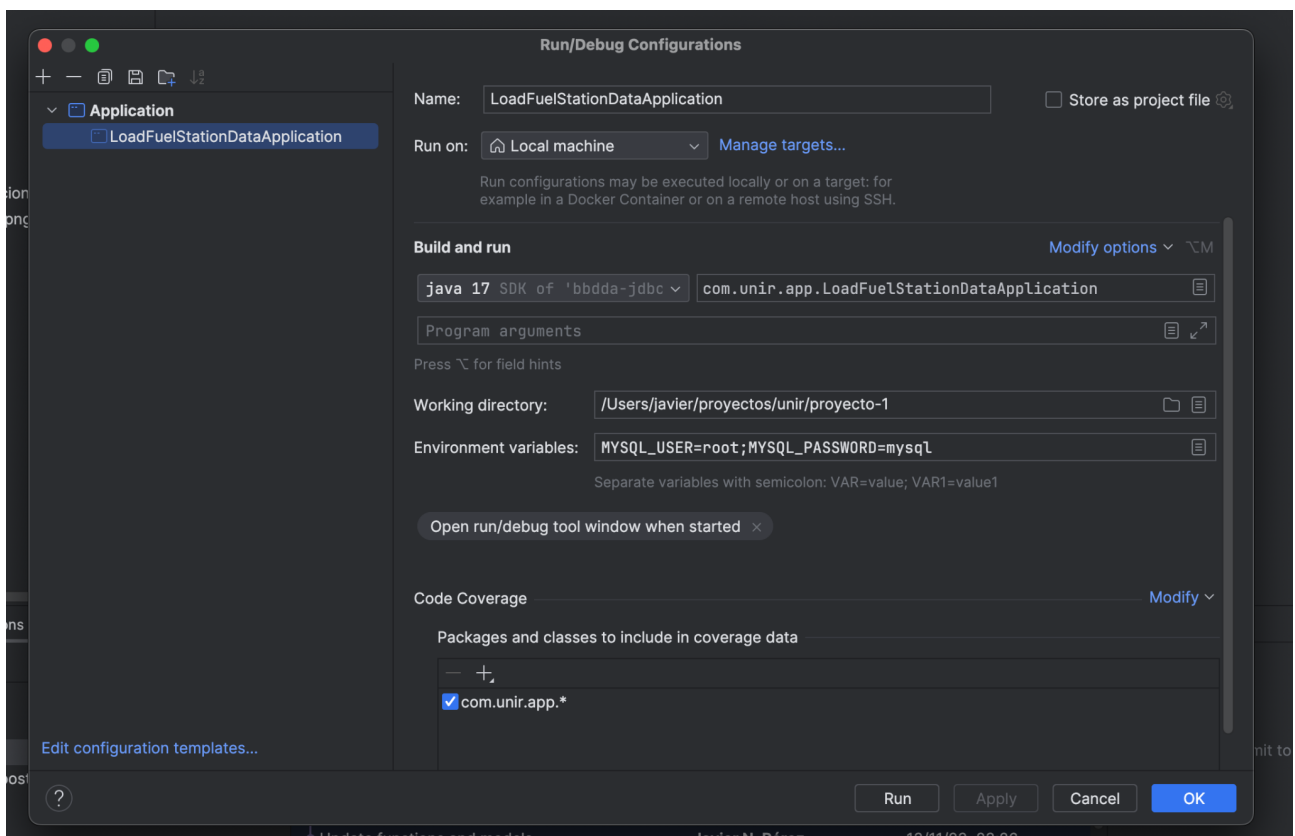 Run/Debug Configurations
Application
LoadFuelStationDataApplication
Edit configuration templates...
Name: LoadFuelStationDataApplication Store as project file
Run on: Local machine Manage targets...
Run configurations may be executed locally or on a target: for
example in a Docker Container or on a remote host using SSH.
Build and run Modify options ⌥M
java 17 SDK of 'bbdda-jdbc com.unir.app.LoadFuelStationDataApplication
Program arguments
Press ⌥ for field hints
Working directory: /Users/javier/proyectos/unir/proyecto-1
Environment variables: MYSQL_USER=root;MYSQL_PASSWORD=mysql
Separate variables with semicolon: VAR=value; VAR1=value1
Open run/debug tool window when started ×
Code Coverage Modify
Packages and classes to include in coverage data
com.unir.app.*
? Run Apply Cancel OK